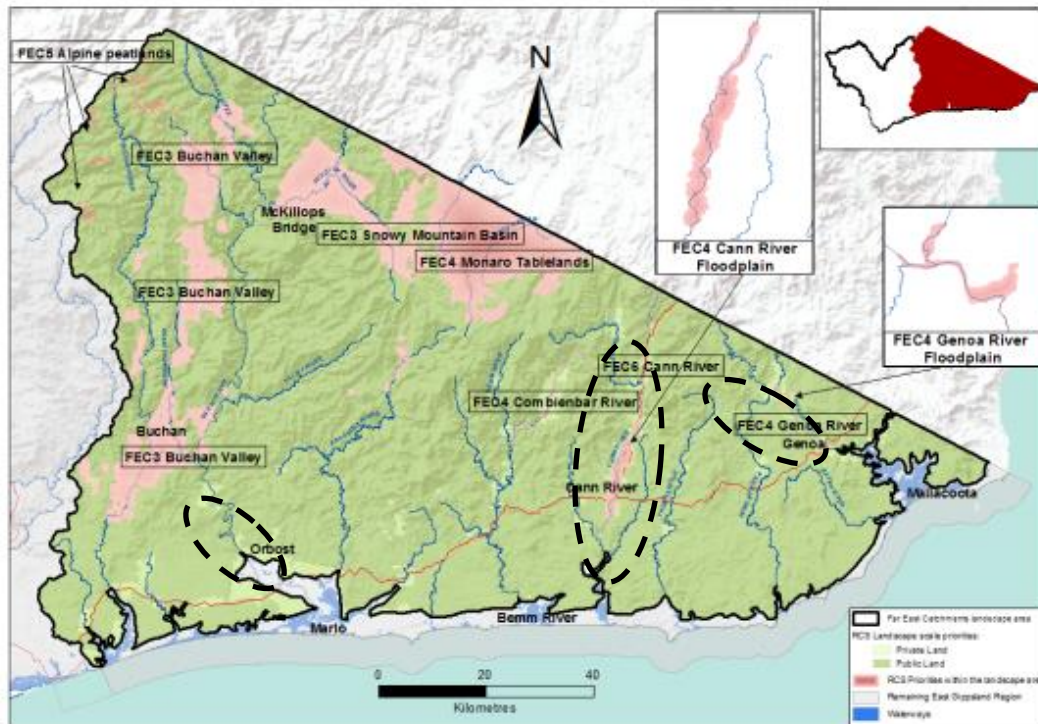 FEC5 Alpine peatlands
N
FEC3 Buchan Valley
McKillops
Bridge
FEC3 Snowy Mountain Basin
FEC4 Monaro Tablelands
FEC3 Buchan Valley
FEC4 Cann River
Floodplain
FEC4 Genoa River
Floodplain
FEC5 Cann River
FEC4 Combienbar River
FEC4 Genoa River
Genoa
Buchan
FEC3 Buchan Valley
Cann River
Mallacoota
Orbost
Marlo
Bemm River
0 20 40
Kilometres
Far East Catchments landscape area
RCS Landscape scale priorities
Private Land
Public Land
RCS Priorities within the landscape area
Remaining East Gippsland Region
Waterways